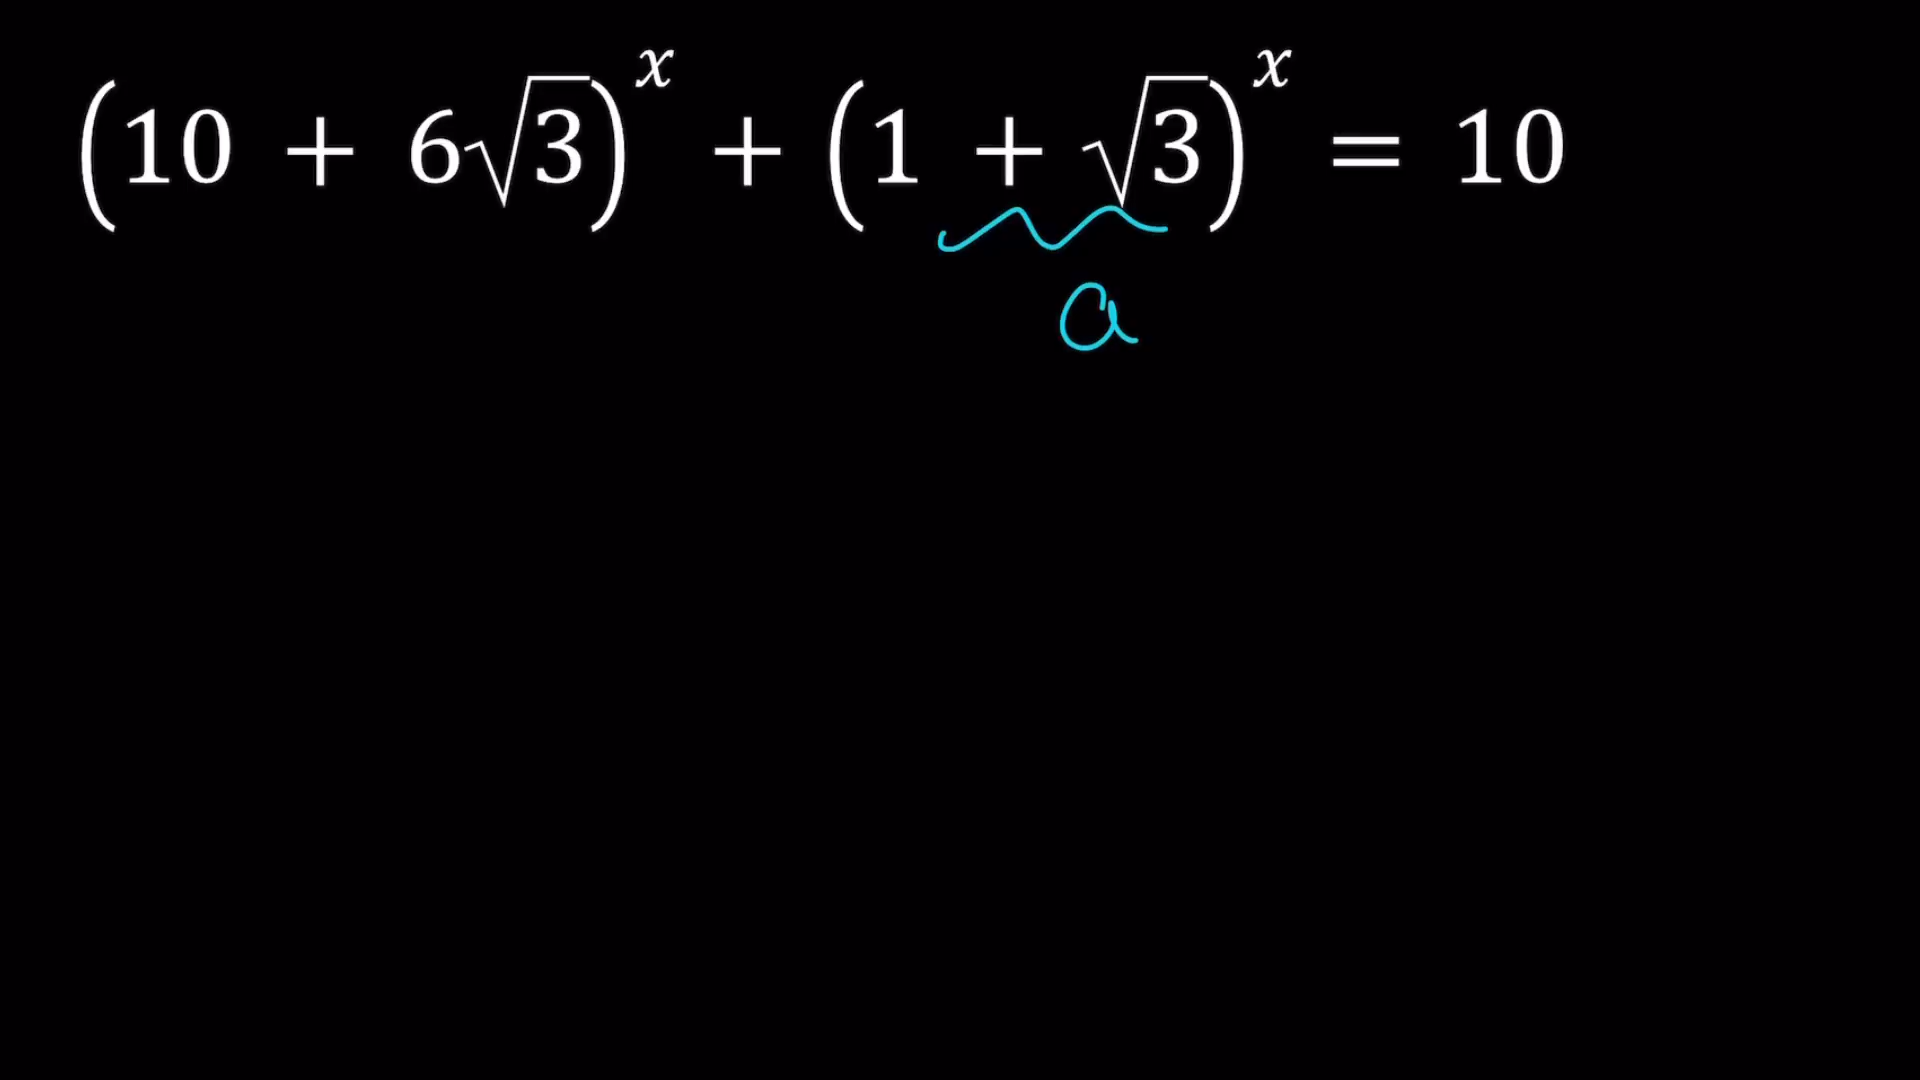 (10 + 6√3)ˣ + (1 + √3)ˣ = 10
a